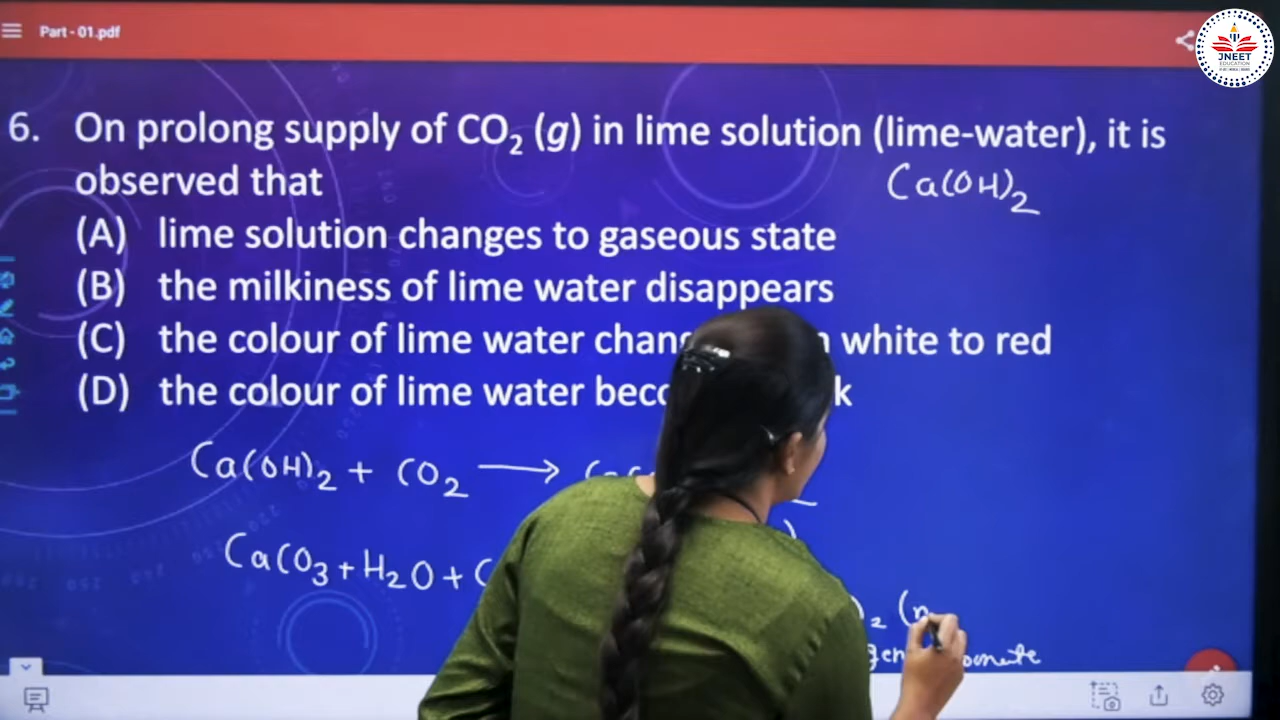 Part - 01.pdf
JNEET
EDUCATION
6. On prolong supply of CO₂ (g) in lime solution (lime-water), it is
observed that
Ca(OH)₂
(A) lime solution changes to gaseous state
(B) the milkiness of lime water disappears
(C) the colour of lime water white to red
(D) the colour of lime water
Ca(OH)₂ + CO₂ ⟶
CaCO₃ + H₂O +